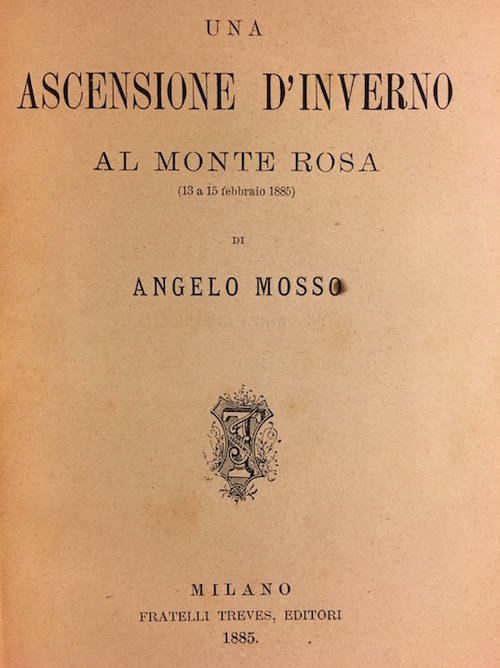 UNA
ASCENSIONE D'INVERNO
AL MONTE ROSA
(13 a 15 febbraio 1885)
DI
ANGELO MOSSO
MILANO
FRATELLI TREVES, EDITORI
1885.